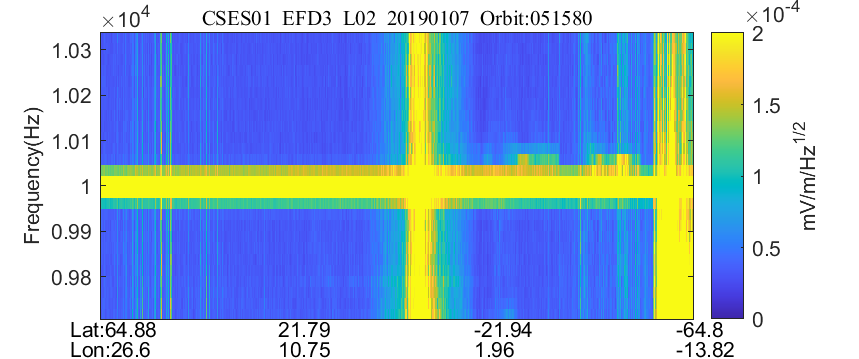 ×10⁴ CSES01 EFD3 L02 20190107 Orbit:051580 ×10⁻⁴
1.03
1.02
1.01
1
0.99
0.98
Frequency(Hz)
2
1.5
1
0.5
0
mV/m/Hz^1/2
Lat:64.88 21.79 -21.94 -64.8
Lon:26.6 10.75 1.96 -13.82